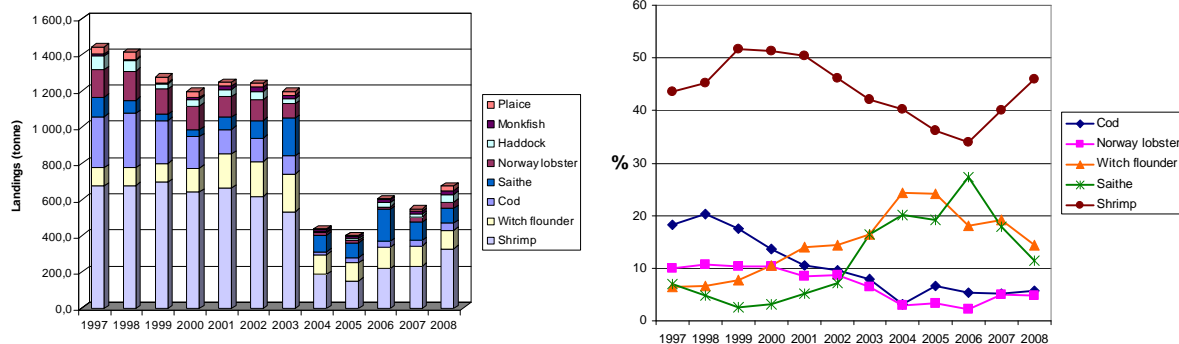 Landings (tonne)
1 600,0
1 400,0
1 200,0
1 000,0
800,0
600,0
400,0
200,0
0,0
1997 1998 1999 2000 2001 2002 2003 2004 2005 2006 2007 2008
Plaice
Monkfish
Haddock
Norway lobster
Saithe
Cod
Witch flounder
Shrimp
%
60
50
40
30
20
10
0
1997 1998 1999 2000 2001 2002 2003 2004 2005 2006 2007 2008
Cod
Norway lobster
Witch flounder
Saithe
Shrimp